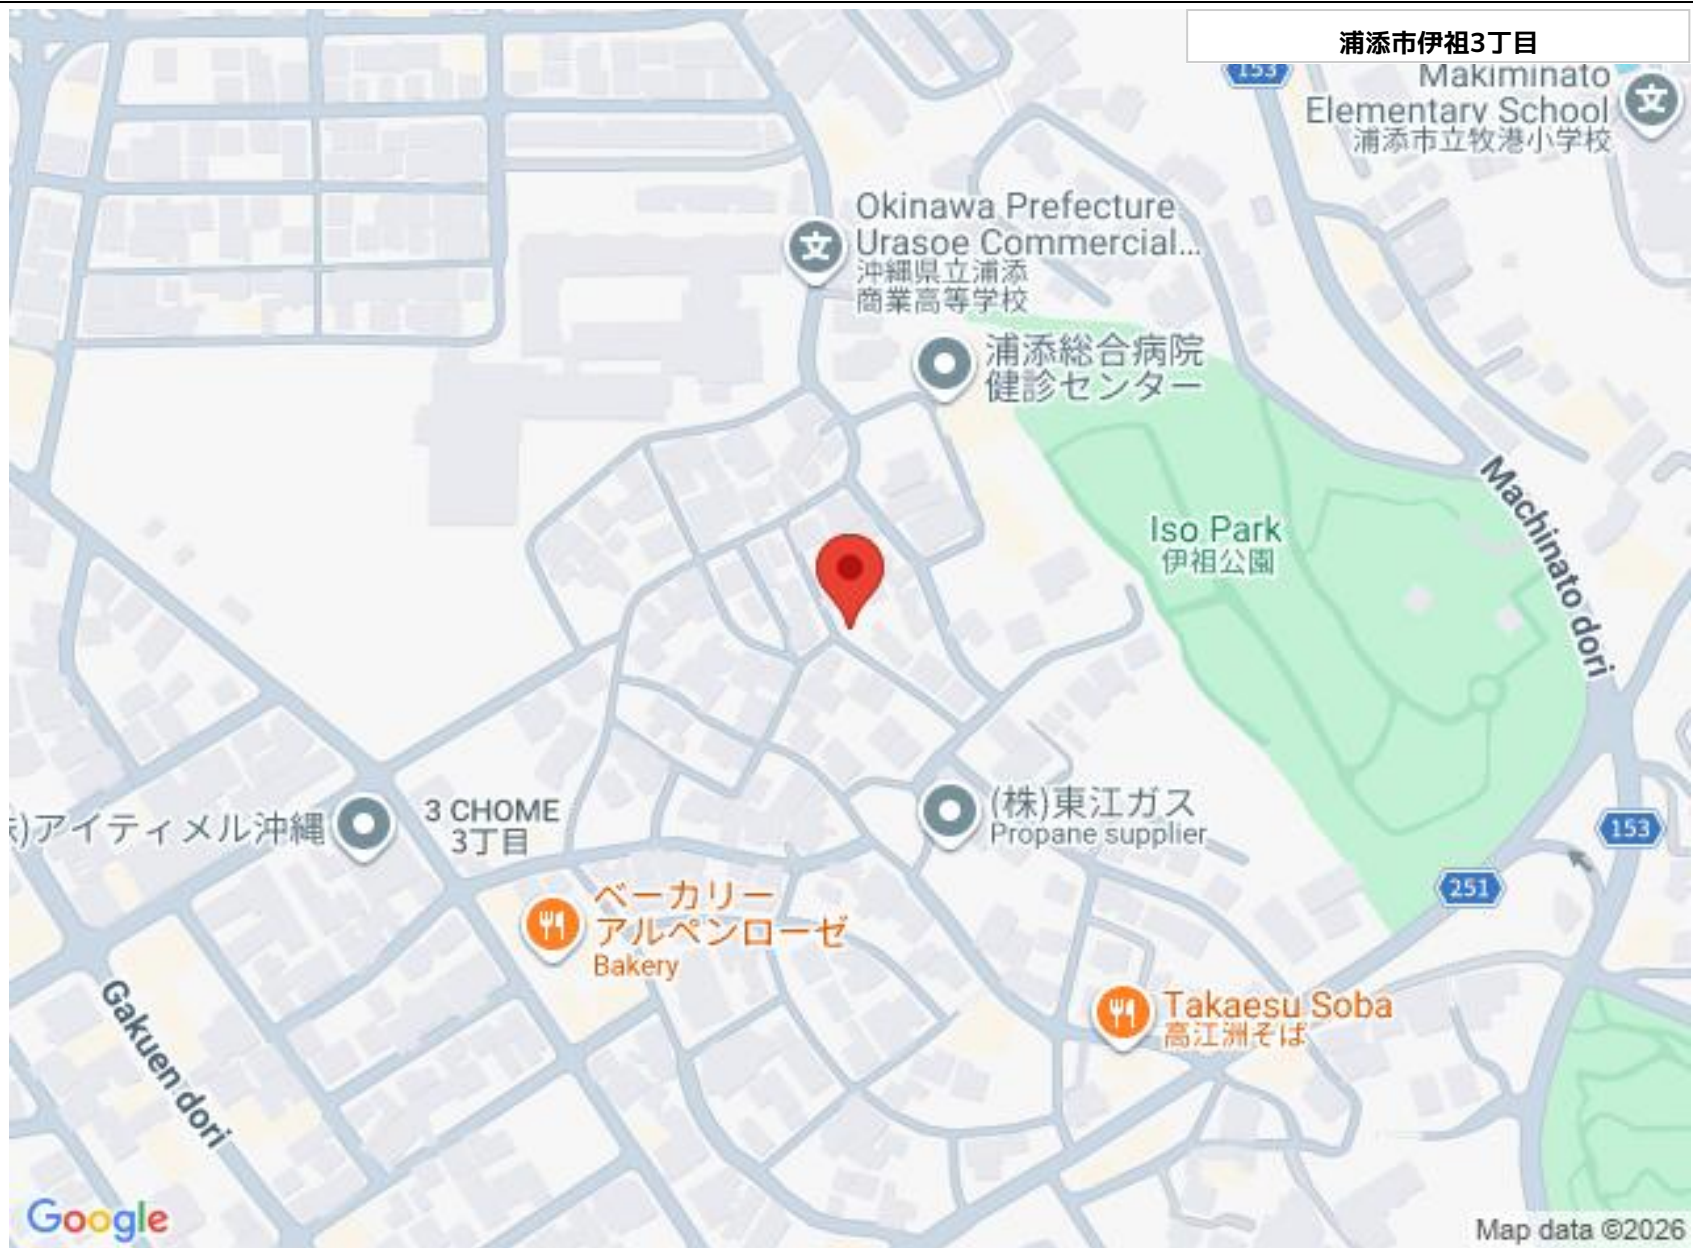 浦添市伊祖3丁目
153
Makiminato
Elementary School
浦添市立牧港小学校
Okinawa Prefecture
Urasoe Commercial...
沖縄県立浦添
商業高等学校
浦添総合病院
健診センター
Iso Park
伊祖公園
Machinato dori
(株)東江ガス
Propane supplier
)アイティメル沖縄
3 CHOME
3丁目
153
251
ベーカリー
アルペンローゼ
Bakery
Takaesu Soba
高江洲そば
Gakuen dori
Google
Map data ©2026